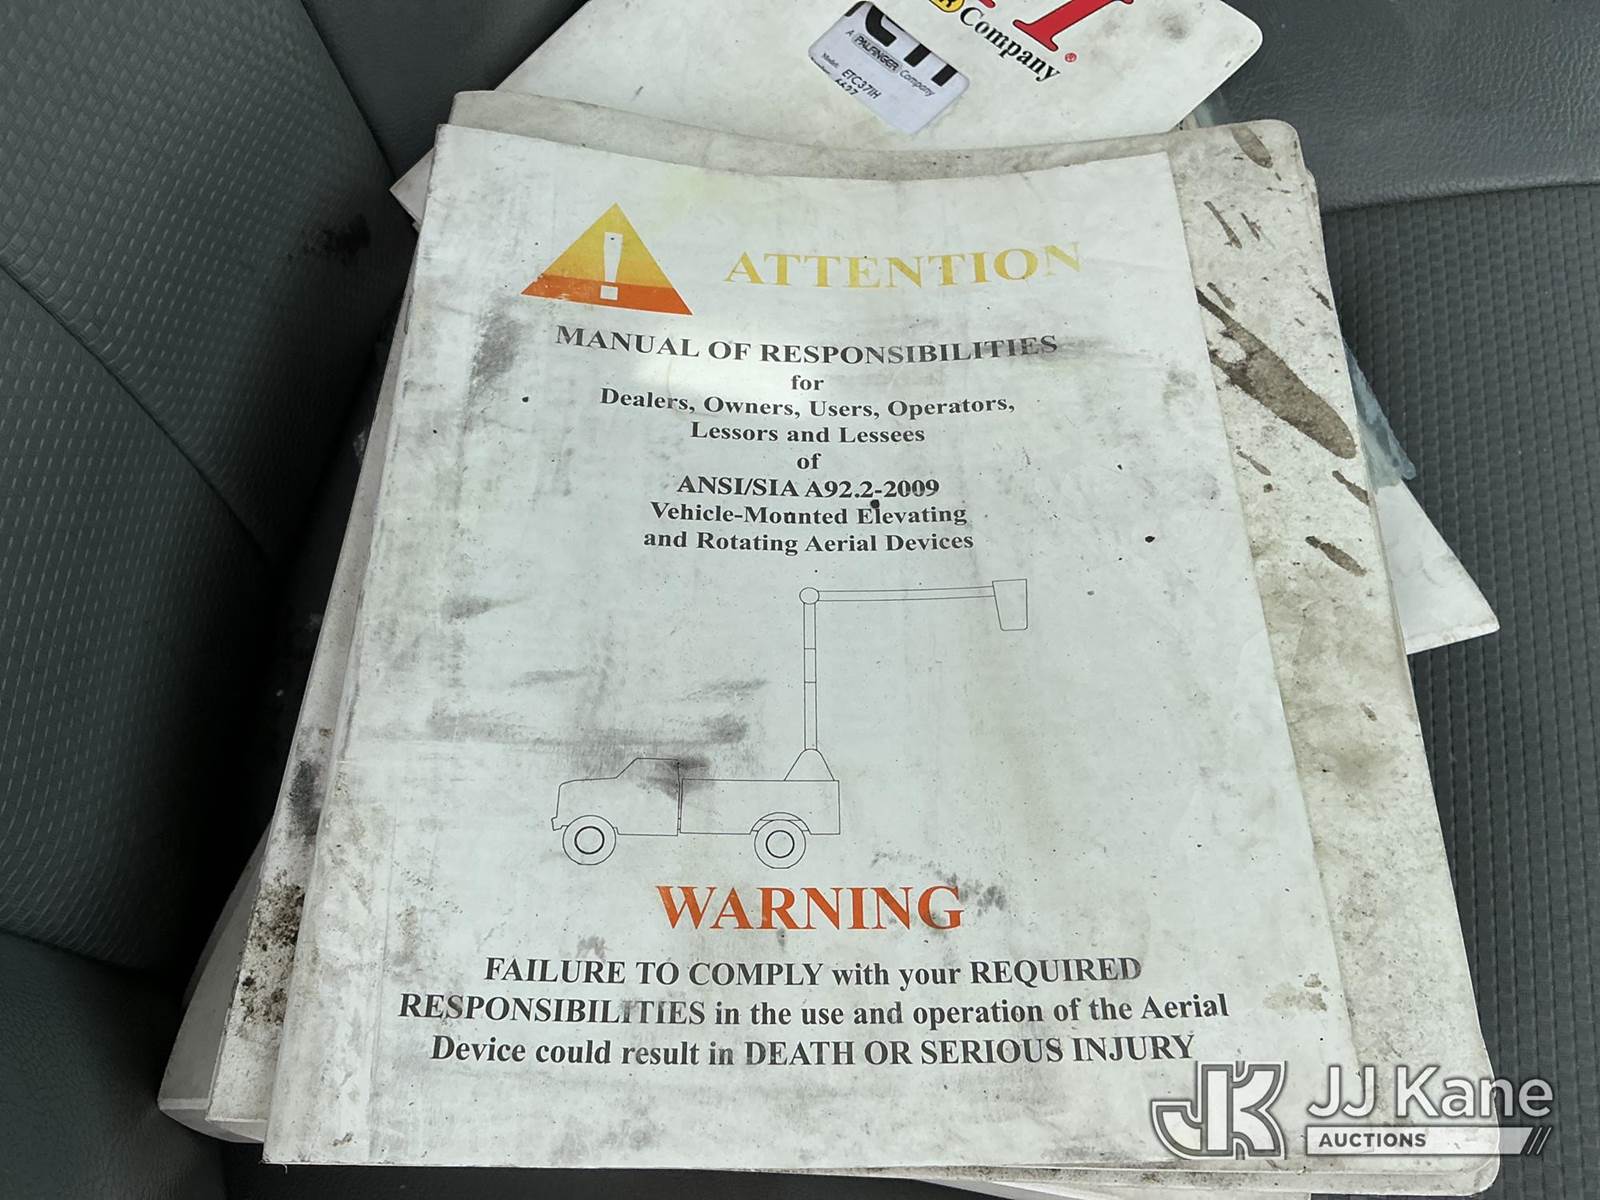 Company
A PALFINGER Company
Model:
ETC37IH
ATTENTION
MANUAL OF RESPONSIBILITIES
for
Dealers, Owners, Users, Operators,
Lessors and Lessees
of
ANSI/SIA A92.2-2009
Vehicle-Mounted Elevating
and Rotating Aerial Devices
WARNING
FAILURE TO COMPLY with your REQUIRED
RESPONSIBILITIES in the use and operation of the Aerial
Device could result in DEATH OR SERIOUS INJURY
JK JJ Kane
AUCTIONS